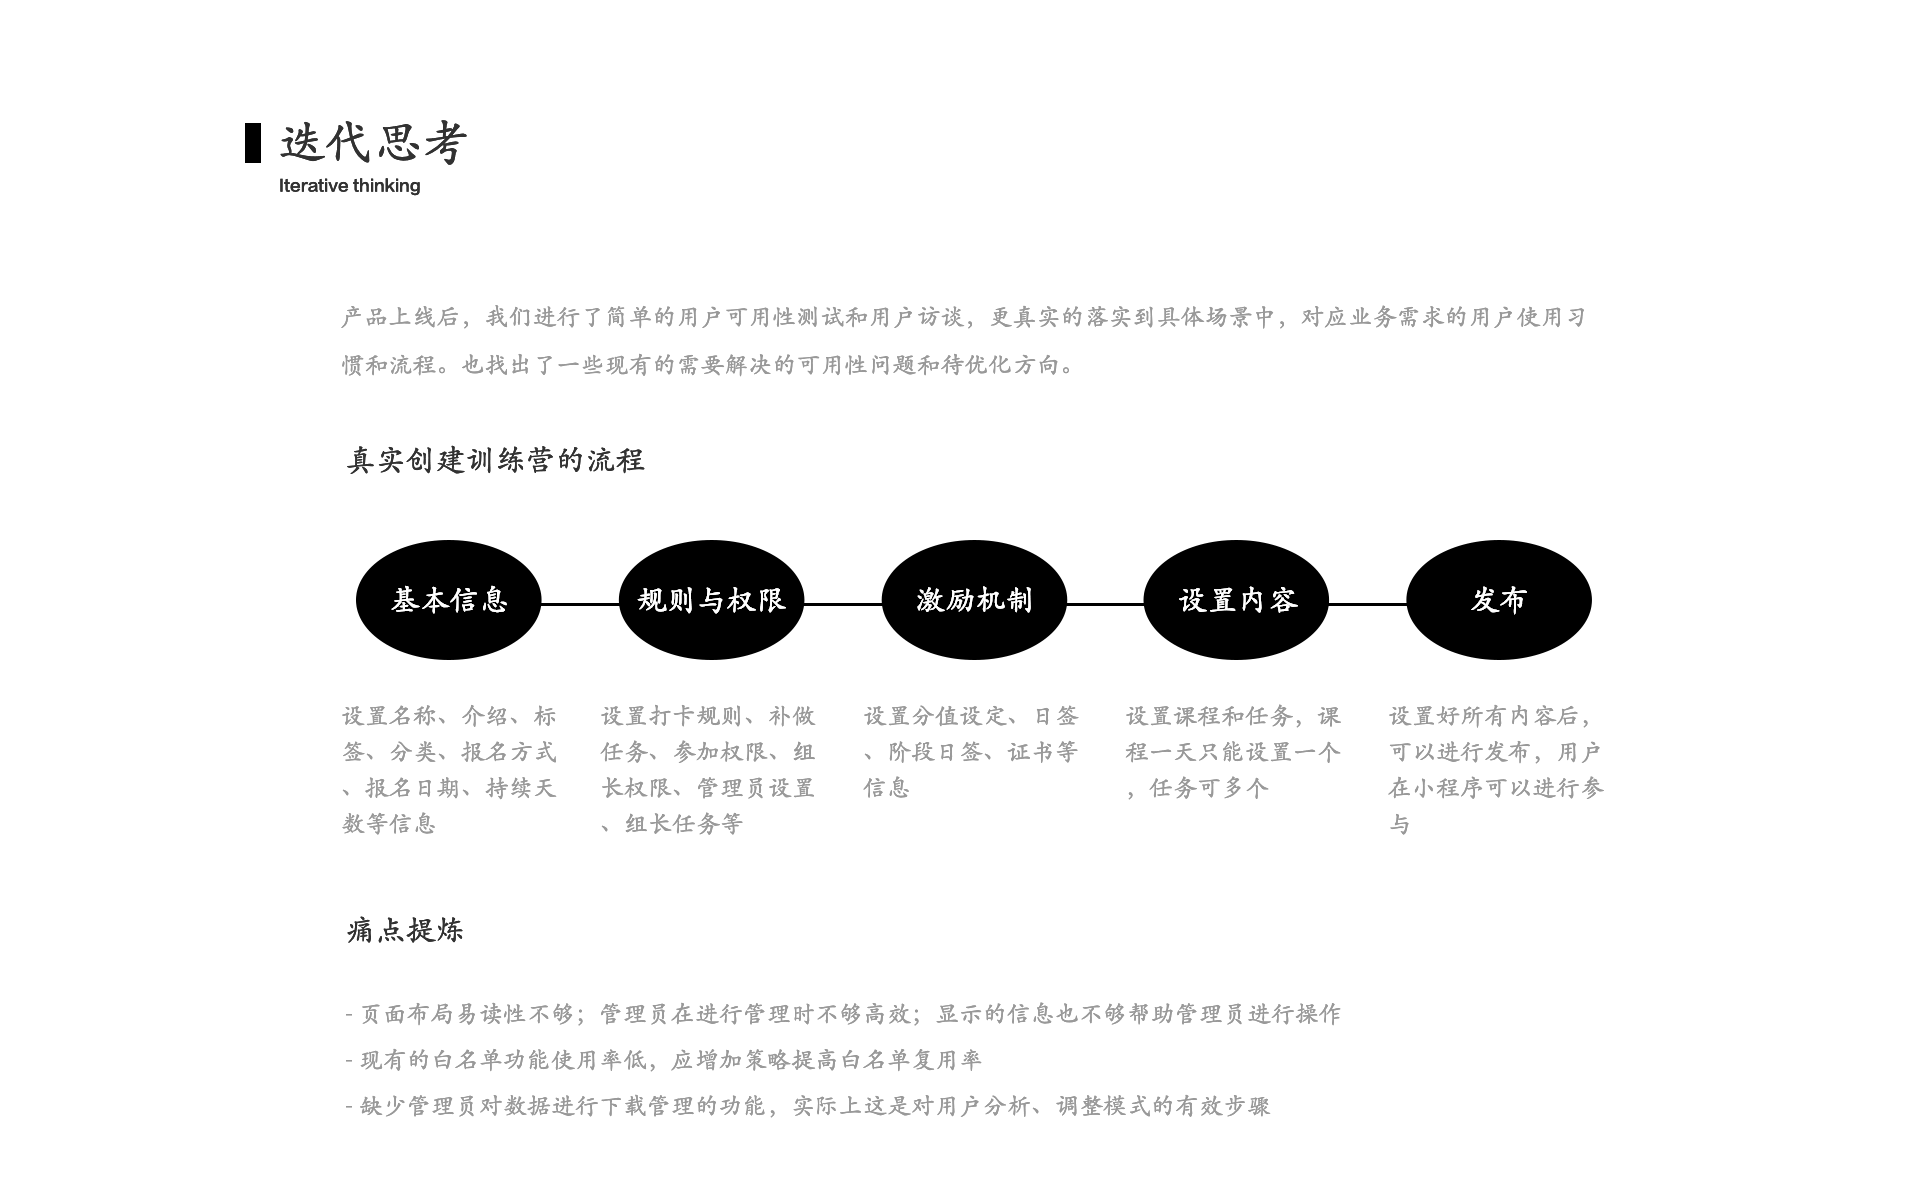 迭代思考
Iterative thinking
产品上线后，我们进行了简单的用户可用性测试和用户访谈，更真实的落实到具体场景中，对应业务需求的用户使用习
惯和流程。也找出了一些现有的需要解决的可用性问题和待优化方向。
真实创建训练营的流程
基本信息
规则与权限
激励机制
设置内容
发布
设置名称、介绍、标
签、分类、报名方式
、报名日期、持续天
数等信息
设置打卡规则、补做
任务、参加权限、组
长权限、管理员设置
、组长任务等
设置分值设定、日签
、阶段日签、证书等
信息
设置课程和任务，课
程一天只能设置一个
，任务可多个
设置好所有内容后，
可以进行发布，用户
在小程序可以进行参
与
痛点提炼
- 页面布局易读性不够；管理员在进行管理时不够高效；显示的信息也不够帮助管理员进行操作
- 现有的白名单功能使用率低，应增加策略提高白名单复用率
- 缺少管理员对数据进行下载管理的功能，实际上这是对用户分析、调整模式的有效步骤